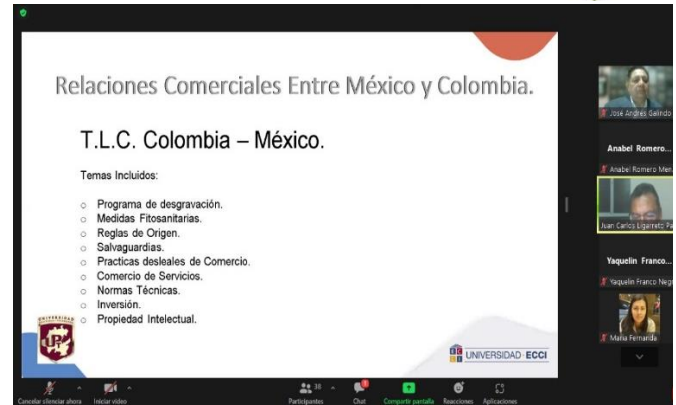 Relaciones Comerciales Entre México y Colombia.
T.L.C. Colombia – México.
Temas Incluidos:
Programa de desgravación.
Medidas Fitosanitarias.
Reglas de Origen.
Salvaguardias.
Practicas desleales de Comercio.
Comercio de Servicios.
Normas Técnicas.
Inversión.
Propiedad Intelectual.
UNIVERSIDAD ECCI
José Andrés Galindo
Anabel Romero...
Anabel Romero Men
Juan Carlos Ligarreto Pa
Yaquelin Franco...
Yaquelin Franco Negr
Maria Fernanda
Cancelar silenciar ahora
Iniciar video
38
Participantes
Chat
Compartir pantalla
Reacciones
Aplicaciones